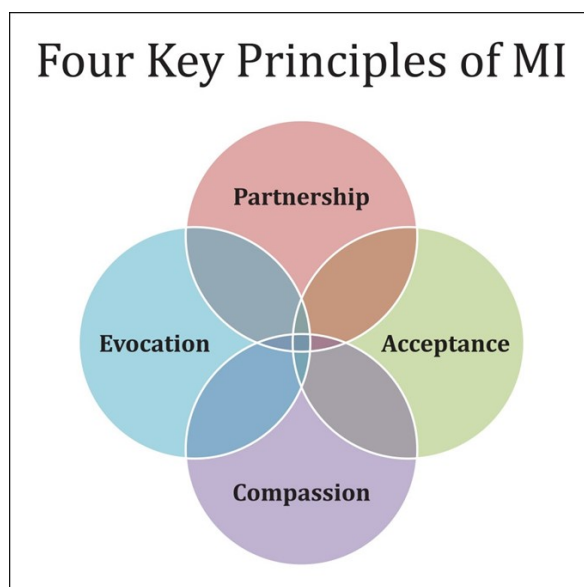 Four Key Principles of MI
Partnership
Evocation
Acceptance
Compassion